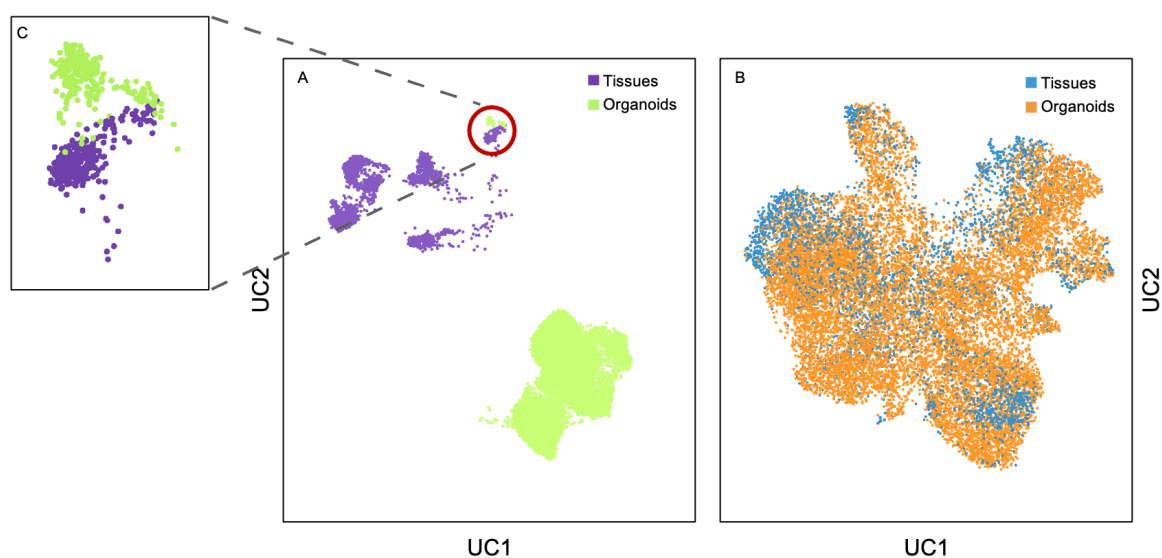 C
A
Tissues
Organoids
B
Tissues
Organoids
UC2
UC2
UC1
UC1